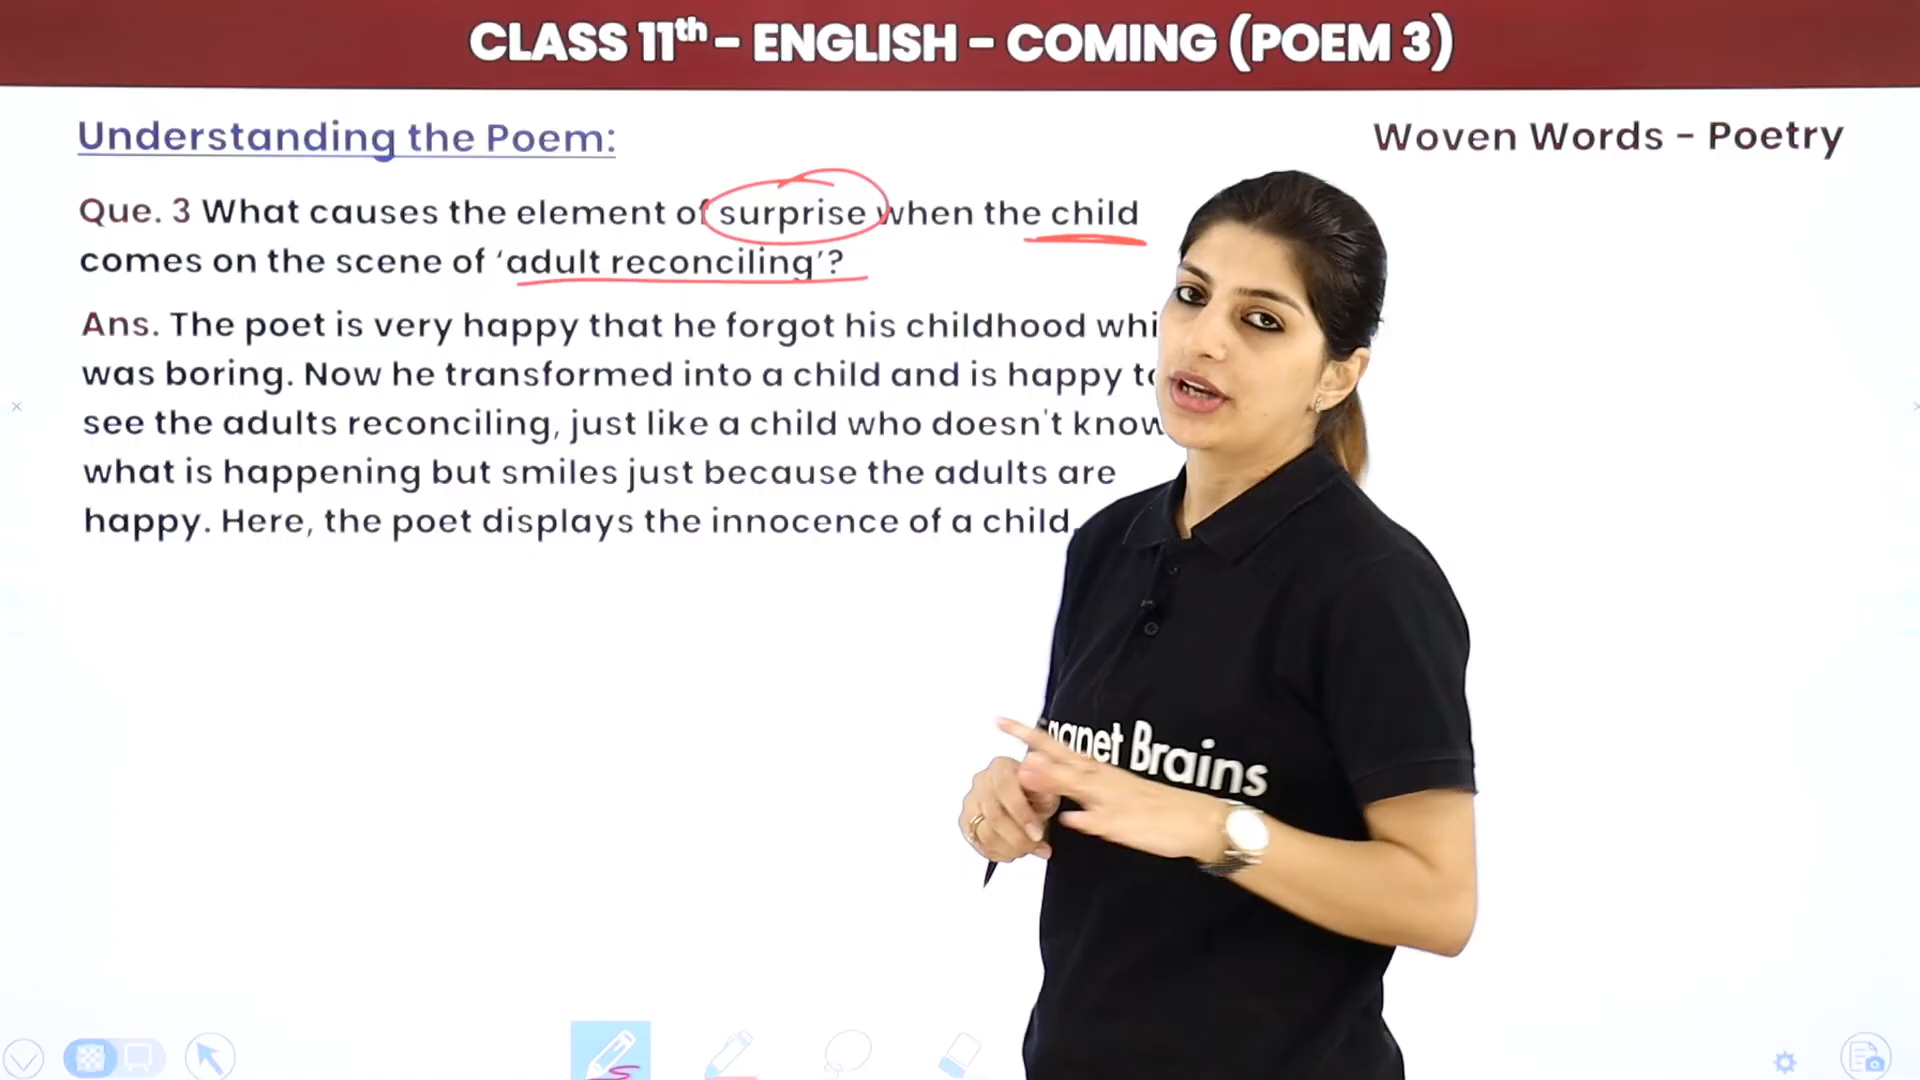 CLASS 11th - ENGLISH - COMING (POEM 3)
Understanding the Poem:
Woven Words - Poetry
Que. 3 What causes the element of surprise when the child
comes on the scene of ‘adult reconciling’?
Ans. The poet is very happy that he forgot his childhood
was boring. Now he transformed into a child and is happy
see the adults reconciling, just like a child who doesn't know
what is happening but smiles just because the adults are
happy. Here, the poet displays the innocence of a child.
Brains